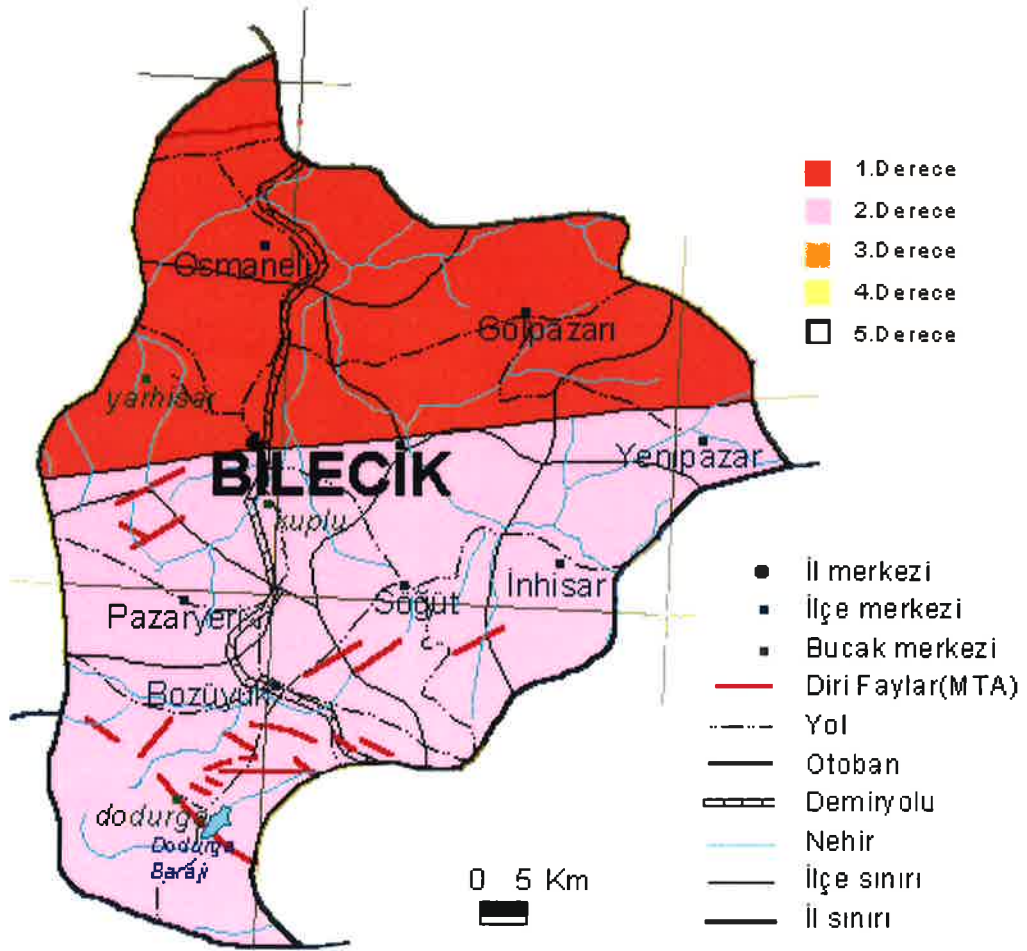 1.Derece
2.Derece
3.Derece
4.Derece
5.Derece
Osmaneli
Gölpazarı
yarhisar
BİLECİK
Yenipazar
kuplu
İnhisar
Söğüt
Pazaryeri
Bozüyük
dodurga
Dodurga
Barajı
0 5 Km
İl merkezi
İlçe merkezi
Bucak merkezi
Diri Faylar(MTA)
Yol
Otoban
Demiryolu
Nehir
İlçe sınırı
İl sınırı